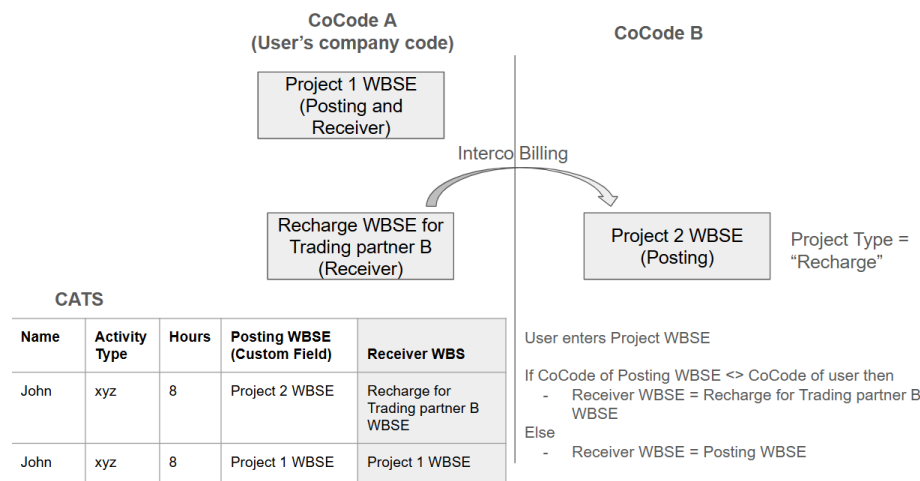 CoCode A
(User's company code)
CoCode B
Project 1 WBSE
(Posting and
Receiver)
Interco Billing
Recharge WBSE for
Trading partner B
(Receiver)
Project 2 WBSE
(Posting)
Project Type =
“Recharge”
CATS
Name
Activity
Type
Hours
Posting WBSE
(Custom Field)
Receiver WBS
John
xyz
8
Project 2 WBSE
Recharge for
Trading partner B
WBSE
John
xyz
8
Project 1 WBSE
Project 1 WBSE
User enters Project WBSE
If CoCode of Posting WBSE <> CoCode of user then
- Receiver WBSE = Recharge for Trading partner B
WBSE
Else
- Receiver WBSE = Posting WBSE